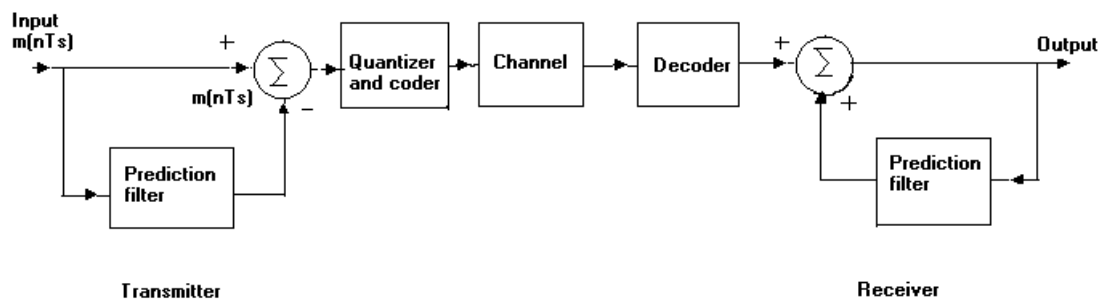 Input
m(nTs)
+
Σ
m(nTs)
−
Quantizer
and coder
Channel
Decoder
+
Σ
+
Output
Prediction
filter
Prediction
filter
Transmitter
Receiver